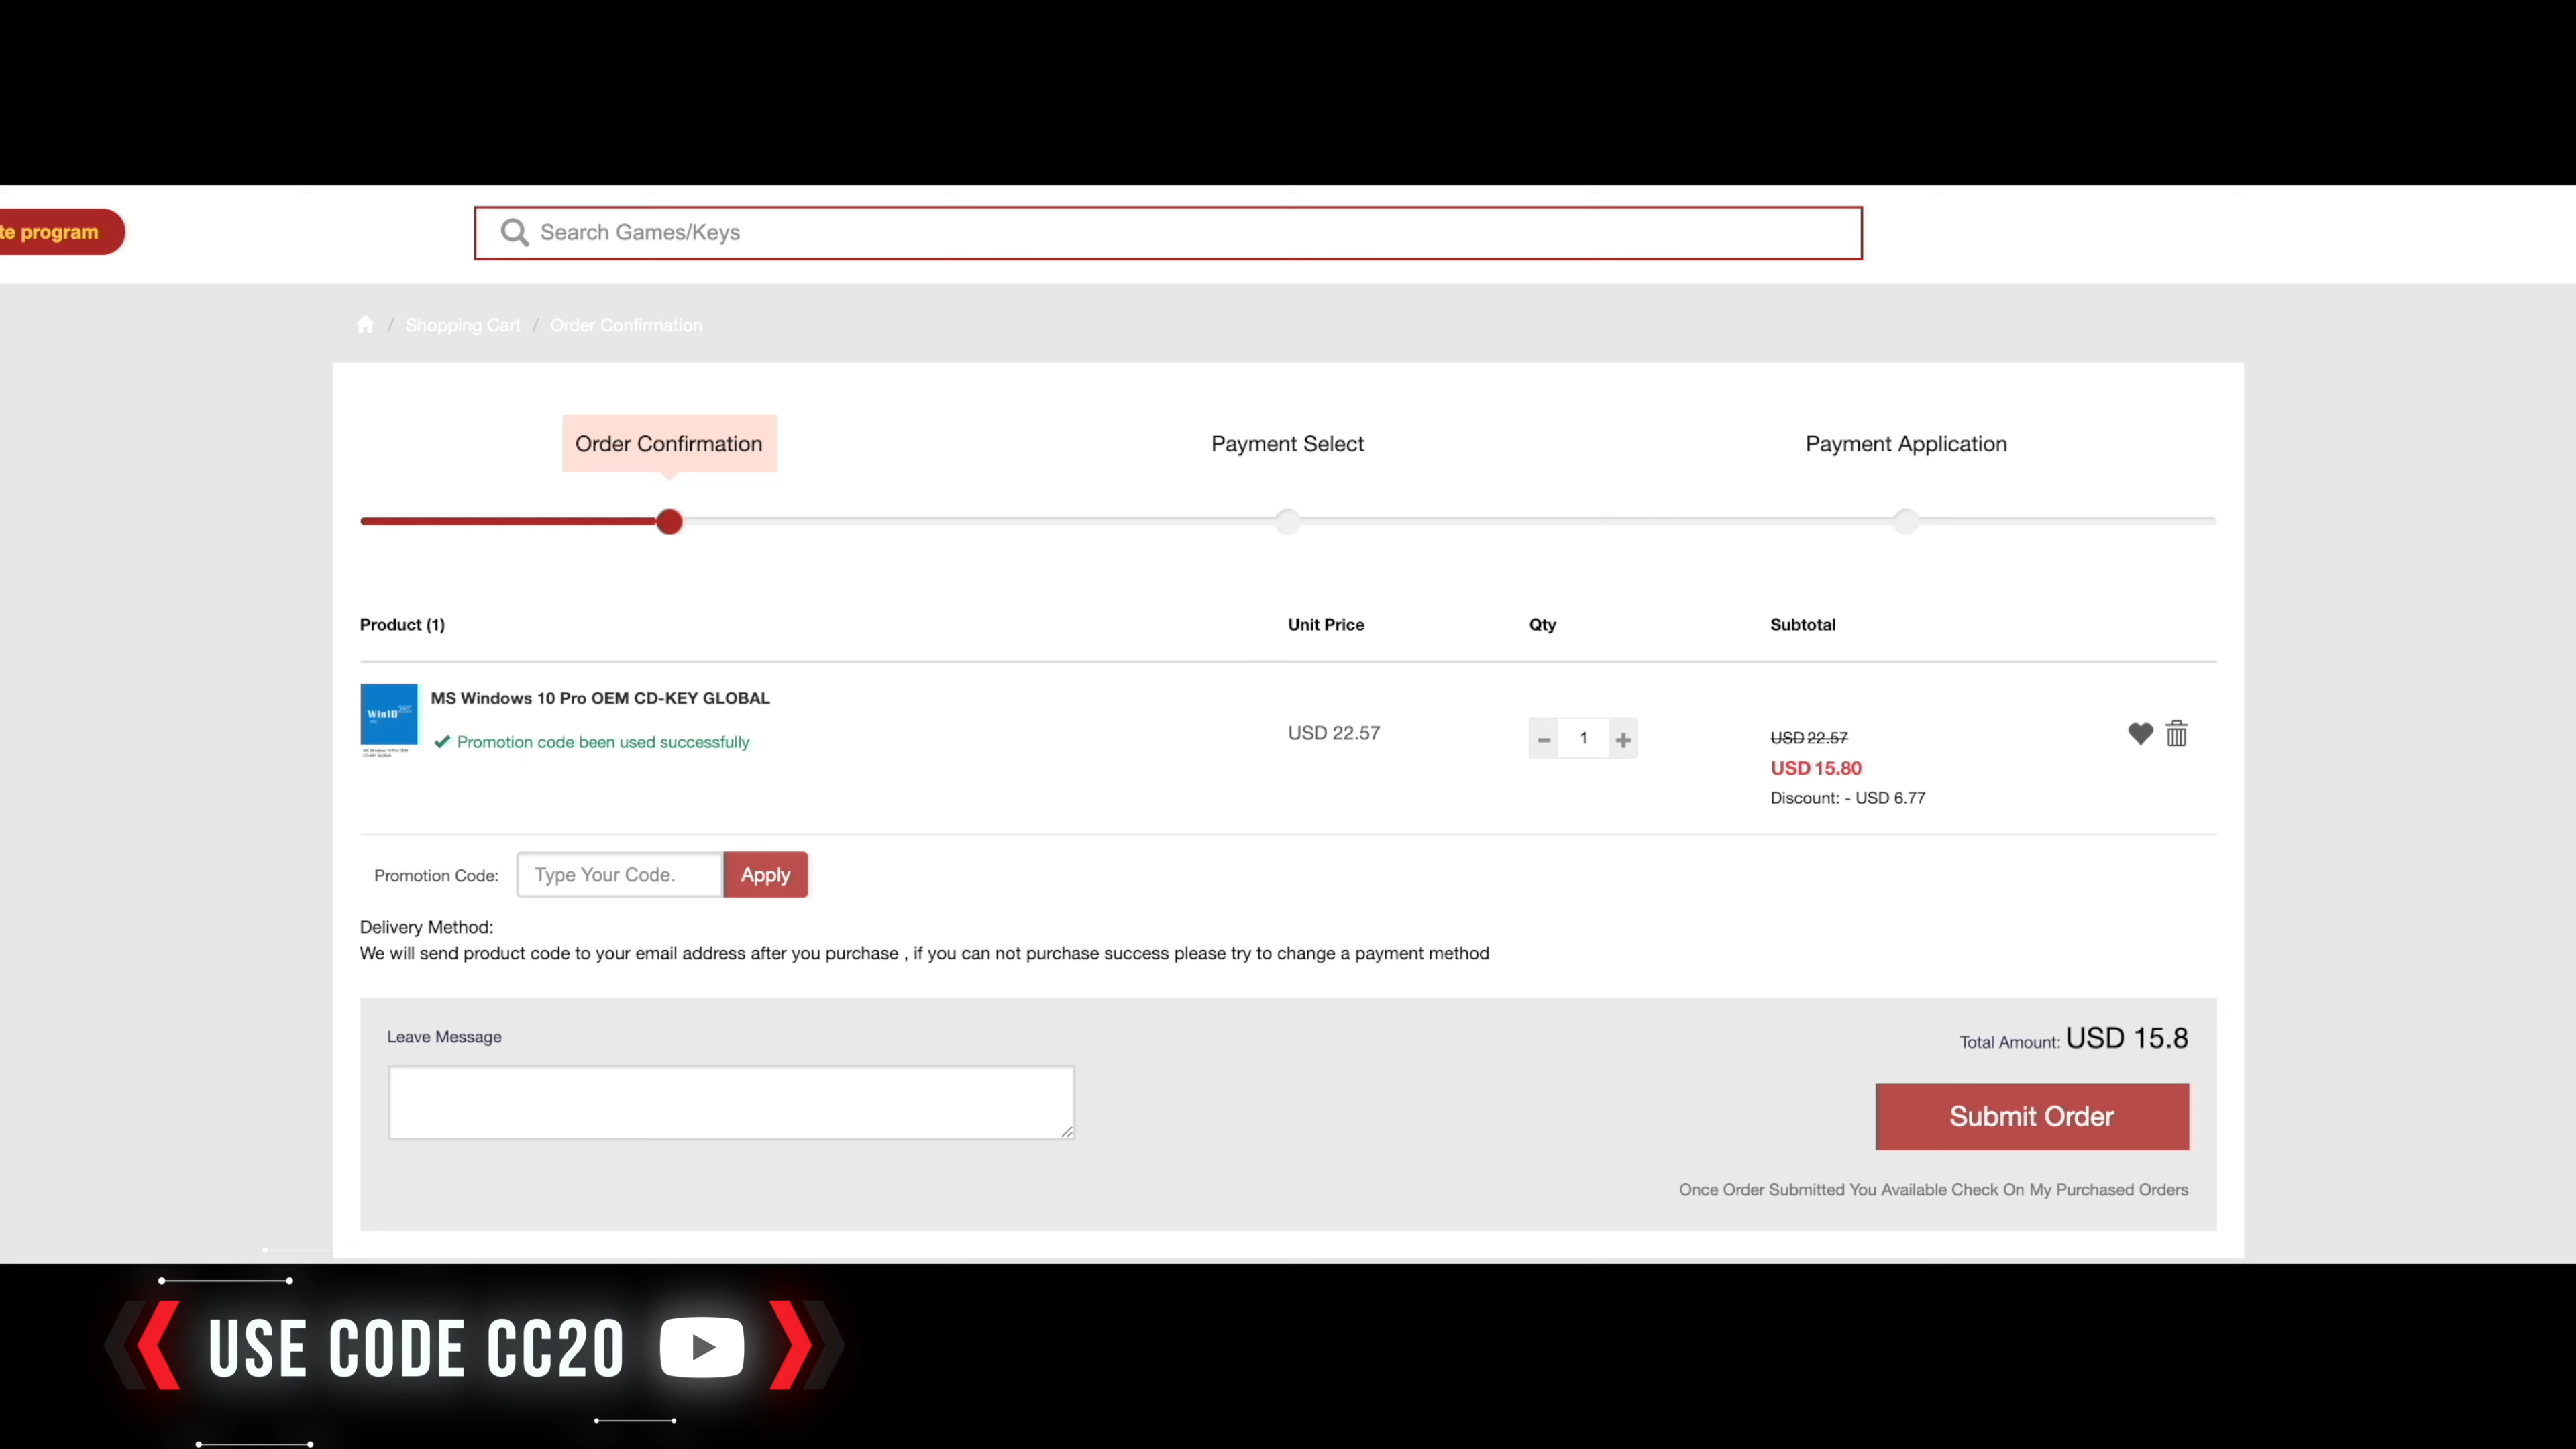 te program
Search Games/Keys
/ Shopping Cart / Order Confirmation
Order Confirmation
Payment Select
Payment Application
Product (1)
Unit Price
Qty
Subtotal
Win10
MS Windows 10 Pro OEM CD-KEY GLOBAL
Promotion code been used successfully
USD 22.57
1
USD 22.57
USD 15.80
Discount: - USD 6.77
Promotion Code:
Type Your Code.
Apply
Delivery Method:
We will send product code to your email address after you purchase , if you can not purchase success please try to change a payment method
Leave Message
Total Amount: USD 15.8
Submit Order
Once Order Submitted You Available Check On My Purchased Orders
USE CODE CC20